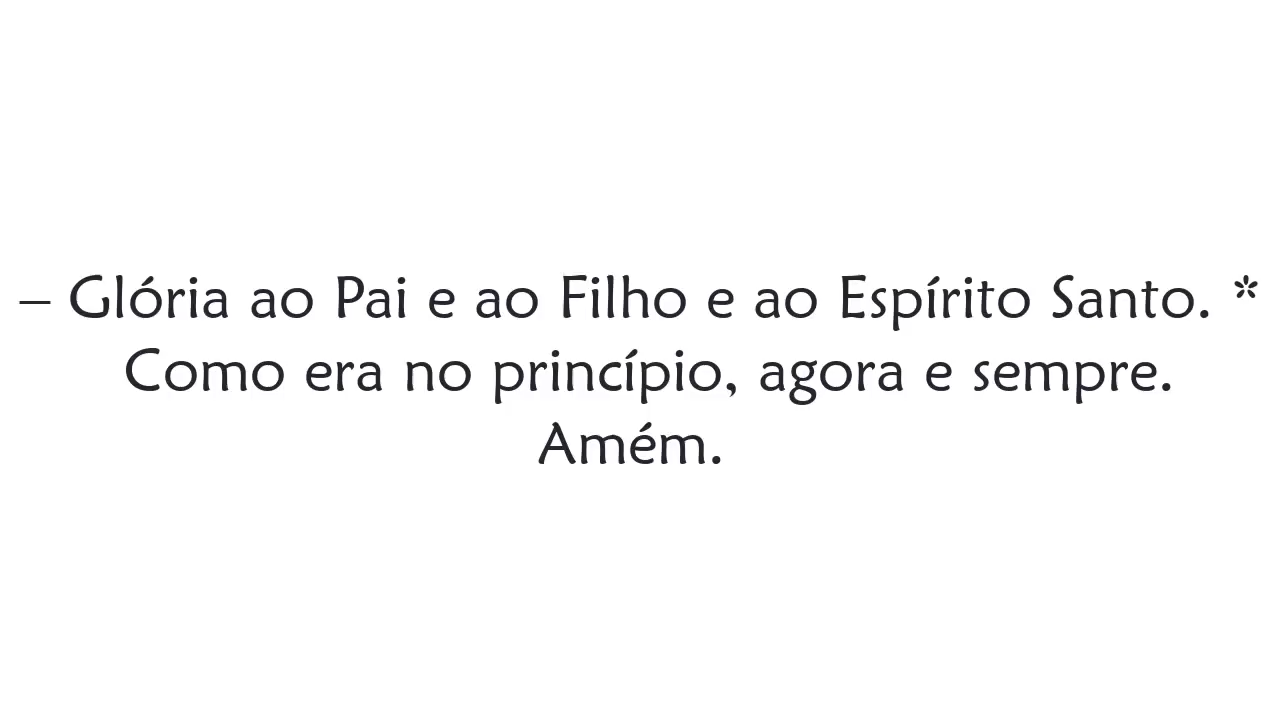 – Glória ao Pai e ao Filho e ao Espírito Santo. *
Como era no princípio, agora e sempre.
Amém.